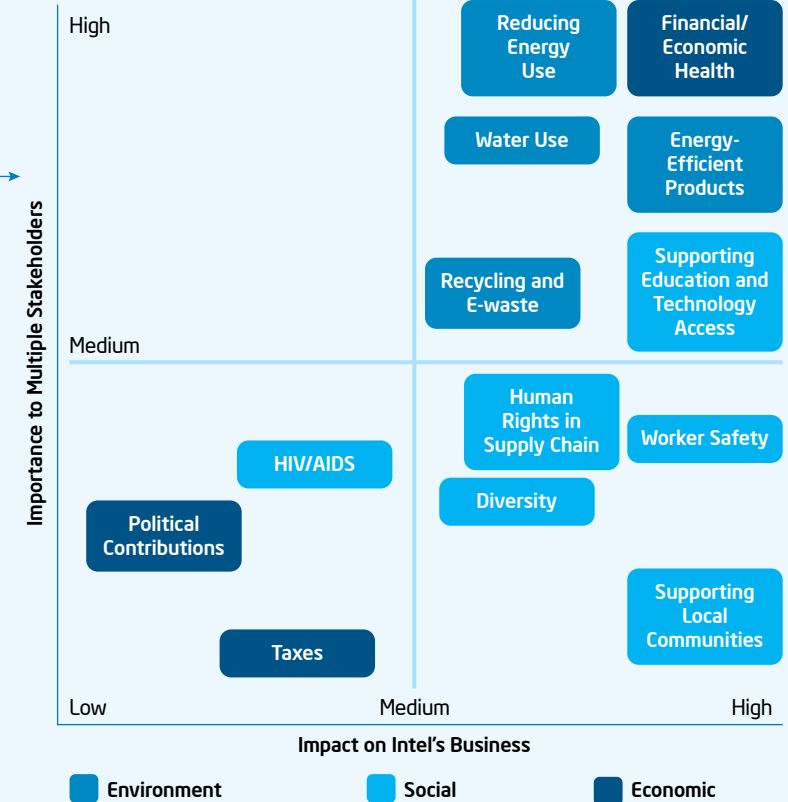 High
Reducing
Energy
Use
Financial/
Economic
Health
Water Use
Energy-
Efficient
Products
Recycling and
E-waste
Supporting
Education and
Technology
Access
Importance to Multiple Stakeholders
Medium
Human
Rights in
Supply Chain
Worker Safety
HIV/AIDS
Diversity
Political
Contributions
Supporting
Local
Communities
Taxes
Low
Medium
High
Impact on Intel's Business
Environment
Social
Economic